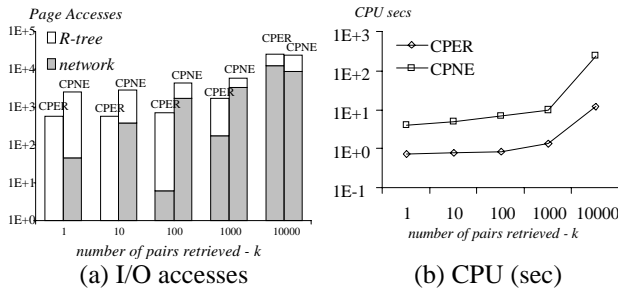 Page Accesses
R-tree
network
1E+5
1E+4
1E+3
1E+2
1E+1
1E+0
CPER
CPNE
CPER
CPNE
CPER
CPNE
CPER
CPNE
CPER
CPNE
1 10 100 1000 10000
number of pairs retrieved - k
(a) I/O accesses
CPU secs
CPER
CPNE
1E+3
1E+2
1E+1
1E+0
1E-1
1 10 100 1000 10000
number of pairs retrieved - k
(b) CPU (sec)